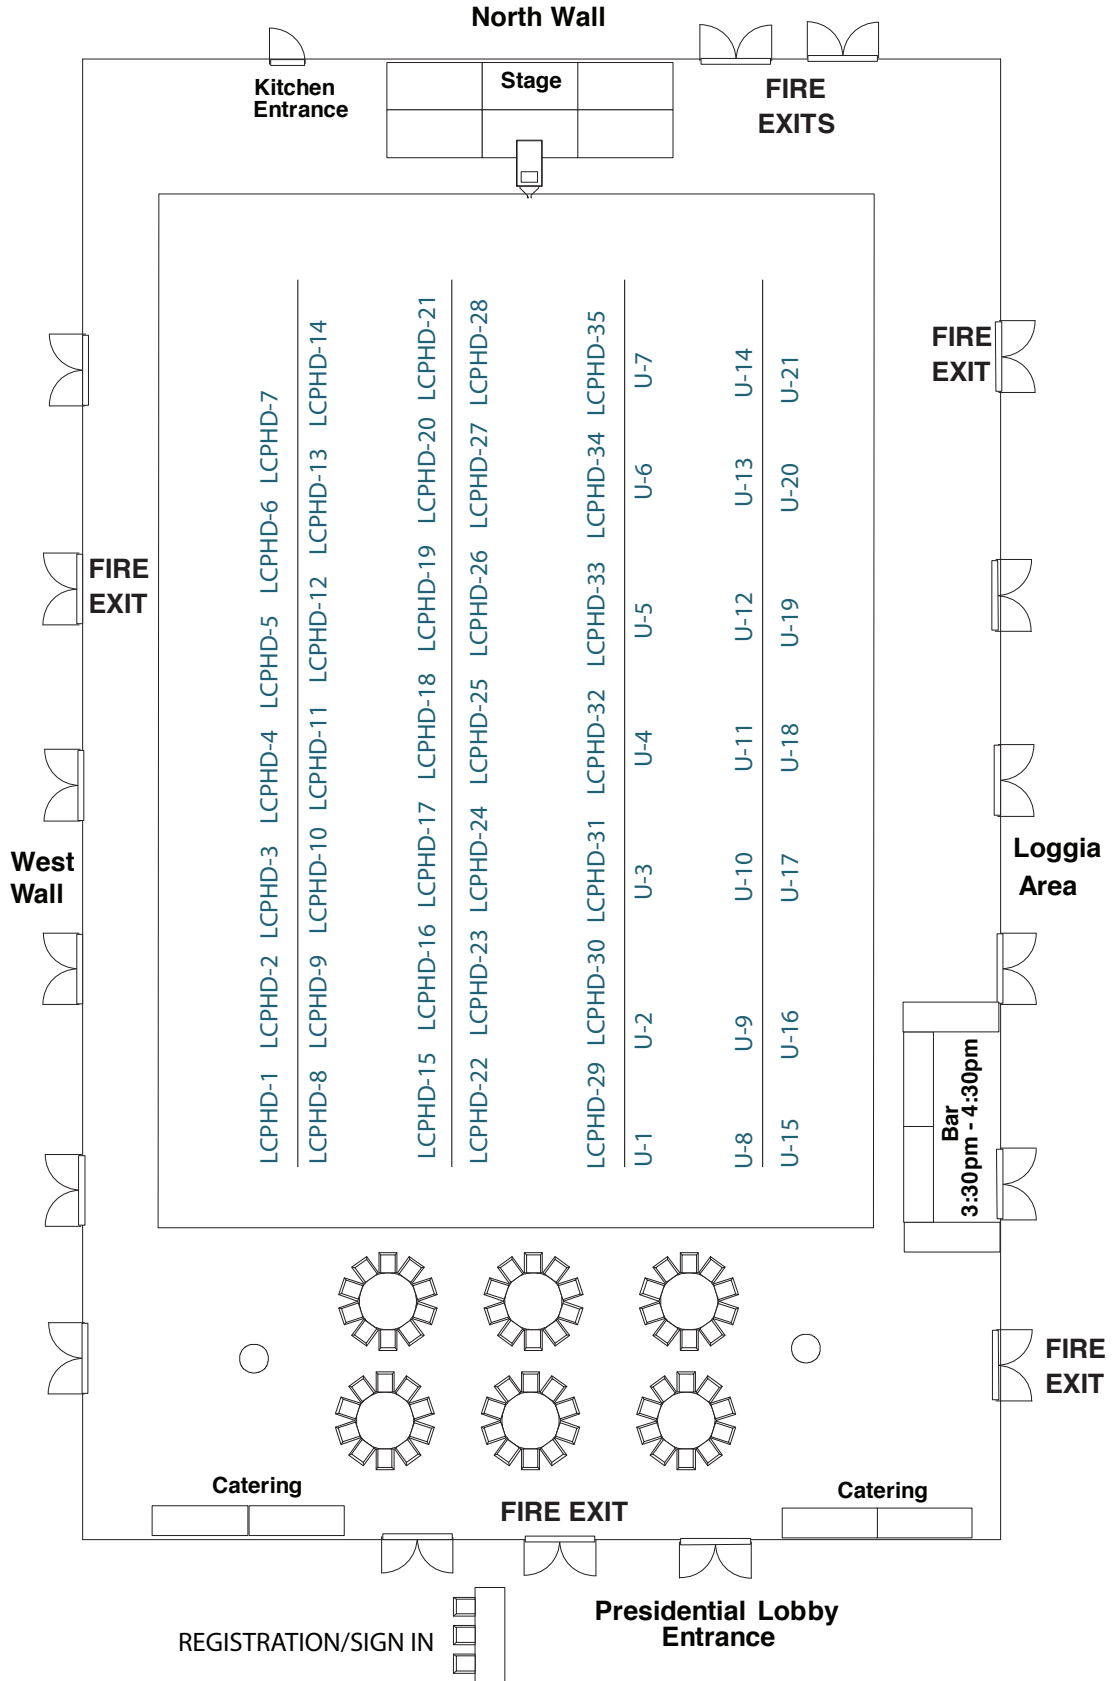 North Wall
Kitchen
Entrance
Stage
FIRE
EXITS
LCPHD-1 LCPHD-2 LCPHD-3 LCPHD-4 LCPHD-5 LCPHD-6 LCPHD-7
LCPHD-8 LCPHD-9 LCPHD-10 LCPHD-11 LCPHD-12 LCPHD-13 LCPHD-14
LCPHD-15 LCPHD-16 LCPHD-17 LCPHD-18 LCPHD-19 LCPHD-20 LCPHD-21
LCPHD-22 LCPHD-23 LCPHD-24 LCPHD-25 LCPHD-26 LCPHD-27 LCPHD-28
LCPHD-29 LCPHD-30 LCPHD-31 LCPHD-32 LCPHD-33 LCPHD-34 LCPHD-35
U-1 U-2 U-3 U-4 U-5 U-6 U-7
U-8 U-9 U-10 U-11 U-12 U-13 U-14
U-15 U-16 U-17 U-18 U-19 U-20 U-21
FIRE
EXIT
FIRE
EXIT
West
Wall
Loggia
Area
Bar
3:30pm - 4:30pm
FIRE
EXIT
Catering
FIRE EXIT
Catering
Presidential Lobby
Entrance
REGISTRATION/SIGN IN